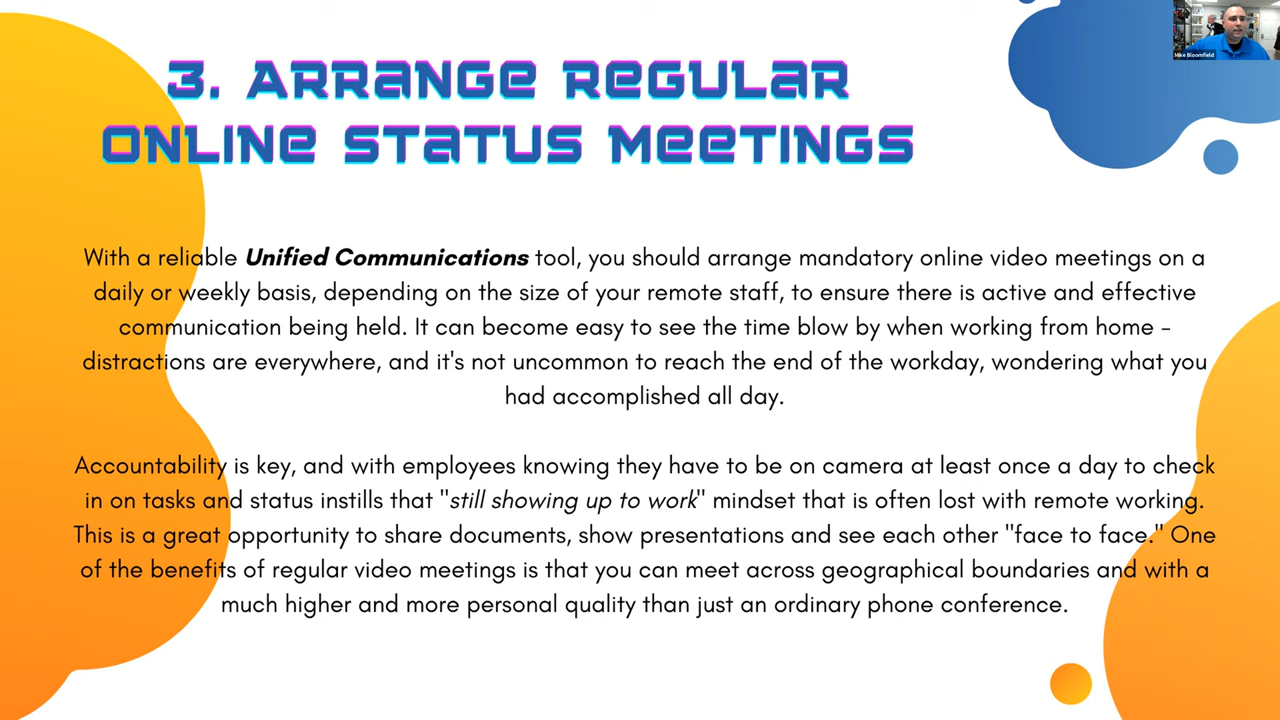 3. ARRANGE REGULAR
ONLINE STATUS MEETINGS
Mike Bloomfield
With a reliable Unified Communications tool, you should arrange mandatory online video meetings on a
daily or weekly basis, depending on the size of your remote staff, to ensure there is active and effective
communication being held. It can become easy to see the time blow by when working from home -
distractions are everywhere, and it's not uncommon to reach the end of the workday, wondering what you
had accomplished all day.
Accountability is key, and with employees knowing they have to be on camera at least once a day to check
in on tasks and status instills that "still showing up to work" mindset that is often lost with remote working.
This is a great opportunity to share documents, show presentations and see each other "face to face." One
of the benefits of regular video meetings is that you can meet across geographical boundaries and with a
much higher and more personal quality than just an ordinary phone conference.